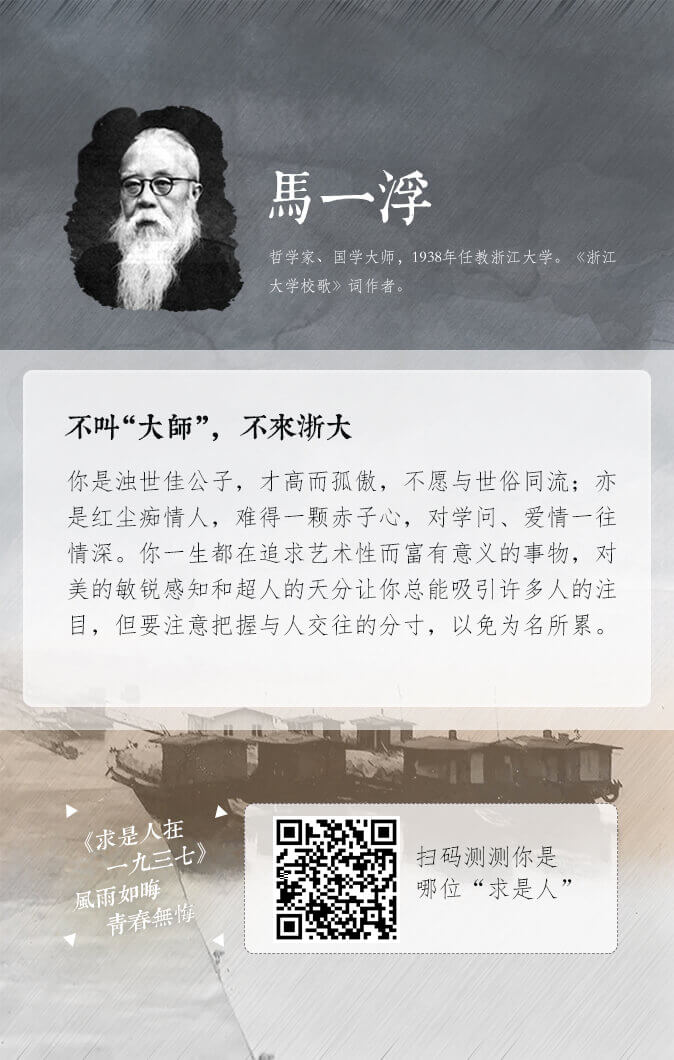 馬一浮
哲学家、国学大师，1938年任教浙江大学。《浙江
大学校歌》词作者。
不叫“大師”，不來浙大
你是浊世佳公子，才高而孤傲，不愿与世俗同流；亦
是红尘痴情人，难得一颗赤子心，对学问、爱情一往
情深。你一生都在追求艺术性而富有意义的事物，对
美的敏锐感知和超人的天分让你总能吸引许多人的注
目，但要注意把握与人交往的分寸，以免为名所累。
《求是人在
一九三七》
風雨如晦
青春無悔
扫码测测你是
哪位“求是人”